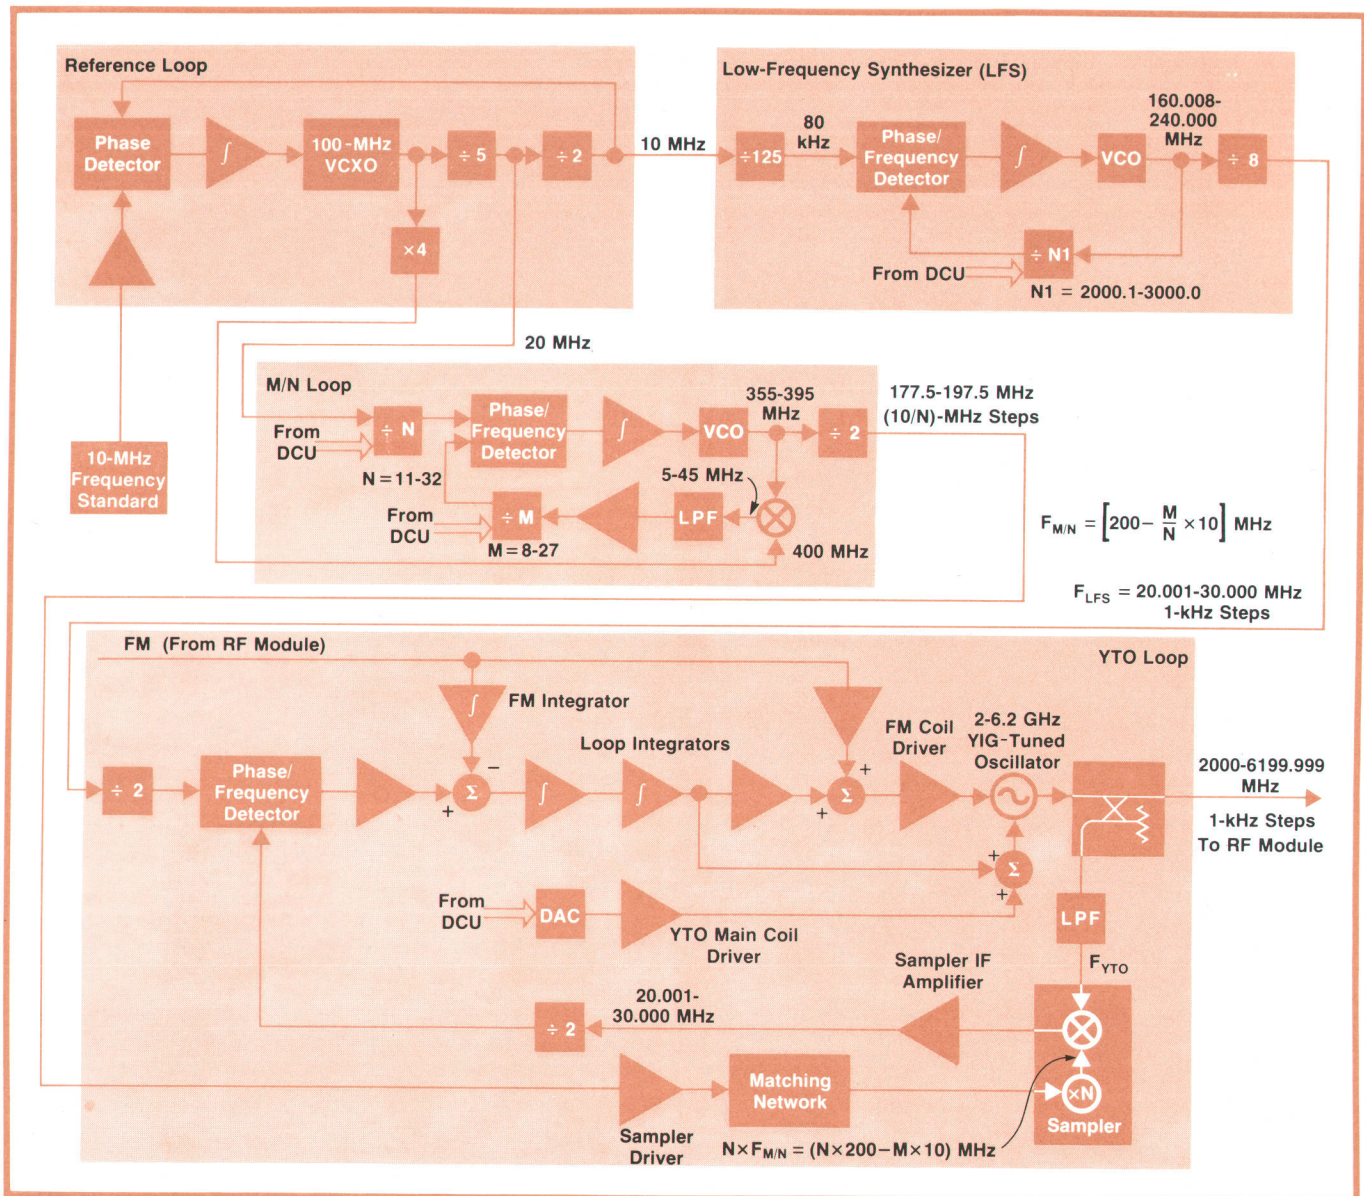 Reference Loop
Phase
Detector
∫
100-MHz
VCXO
÷ 5
÷ 2
×4
10 MHz
10-MHz
Frequency
Standard
20 MHz
Low-Frequency Synthesizer (LFS)
÷125
80
kHz
Phase/
Frequency
Detector
∫
VCO
160.008-
240.000
MHz
÷ 8
÷ N1
From DCU
N1 = 2000.1-3000.0
M/N Loop
From
DCU
÷ N
N = 11-32
Phase/
Frequency
Detector
∫
VCO
355-395
MHz
÷ 2
177.5-197.5 MHz
(10/N)-MHz Steps
5-45 MHz
From
DCU
÷ M
M = 8-27
LPF
400 MHz
F_M/N = [200 - M/N × 10] MHz
F_LFS = 20.001-30.000 MHz
1-kHz Steps
FM (From RF Module)
YTO Loop
∫
FM Integrator
÷ 2
Phase/
Frequency
Detector
−
+
Σ
Loop Integrators
∫
∫
+
+
Σ
FM Coil
Driver
2-6.2 GHz
YIG-Tuned
Oscillator
2000-6199.999
MHz
1-kHz Steps
To RF Module
+
+
Σ
From
DCU
DAC
YTO Main Coil
Driver
LPF
F_YTO
Sampler IF
Amplifier
20.001-
30.000 MHz
÷ 2
Sampler
Driver
Matching
Network
×N
Sampler
N×F_M/N = (N×200−M×10) MHz